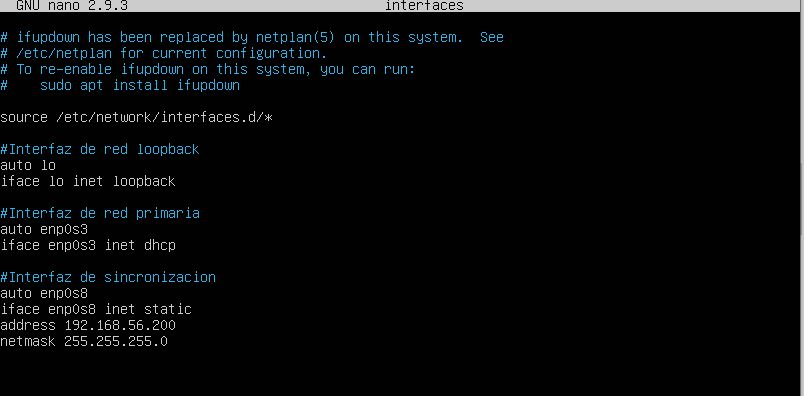 GNU nano 2.9.3 interfaces
# ifupdown has been replaced by netplan(5) on this system.  See
# /etc/netplan for current configuration.
# To re-enable ifupdown on this system, you can run:
#    sudo apt install ifupdown
source /etc/network/interfaces.d/*
#Interfaz de red loopback
auto lo
iface lo inet loopback
#Interfaz de red primaria
auto enp0s3
iface enp0s3 inet dhcp
#Interfaz de sincronizacion
auto enp0s8
iface enp0s8 inet static
address 192.168.56.200
netmask 255.255.255.0